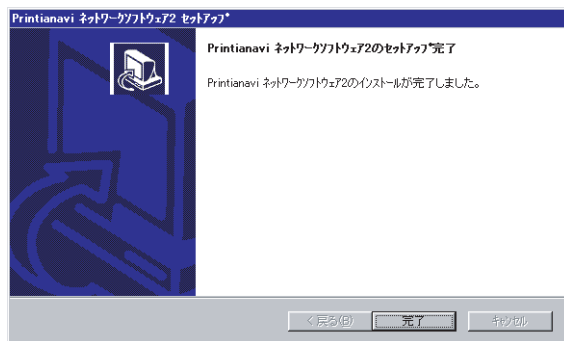 Printianavi ﾈｯﾄﾜｰｸｿﾌﾄｳｪｱ2 ｾｯﾄｱｯﾌﾟ
Printianavi ﾈｯﾄﾜｰｸｿﾌﾄｳｪｱ2のｾｯﾄｱｯﾌﾟ完了
Printianavi ﾈｯﾄﾜｰｸｿﾌﾄｳｪｱ2のｲﾝｽﾄｰﾙが完了しました。
< 戻る(B)
完了
ｷｬﾝｾﾙ